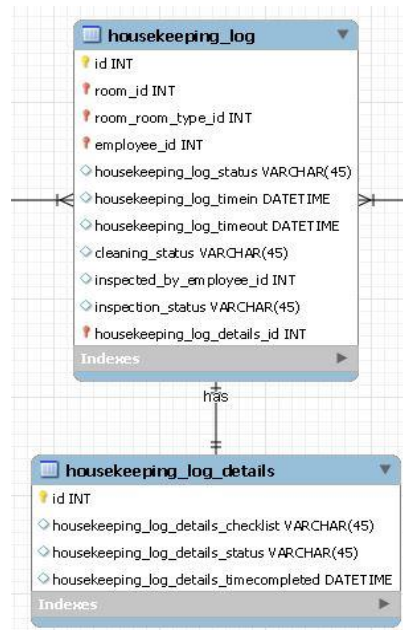 housekeeping_log
id INT
room_id INT
room_room_type_id INT
employee_id INT
housekeeping_log_status VARCHAR(45)
housekeeping_log_timein DATETIME
housekeeping_log_timeout DATETIME
cleaning_status VARCHAR(45)
inspected_by_employee_id INT
inspection_status VARCHAR(45)
housekeeping_log_details_id INT
Indexes
has
housekeeping_log_details
id INT
housekeeping_log_details_checklist VARCHAR(45)
housekeeping_log_details_status VARCHAR(45)
housekeeping_log_details_timecompleted DATETIME
Indexes